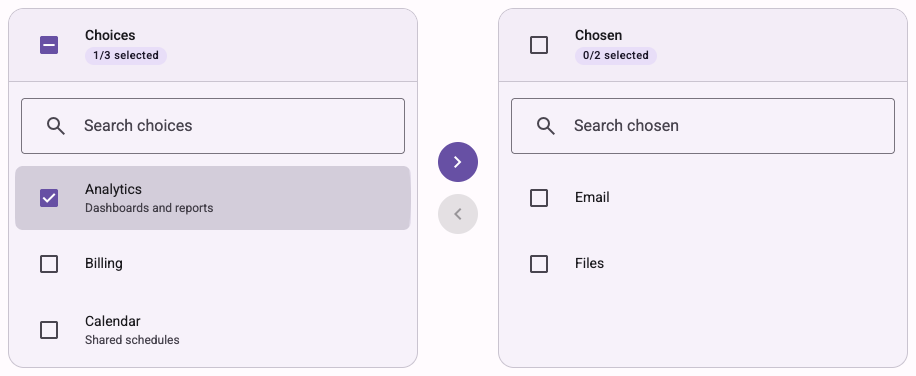 Choices
1/3 selected
Search choices
Analytics
Dashboards and reports
Billing
Calendar
Shared schedules
Chosen
0/2 selected
Search chosen
Email
Files